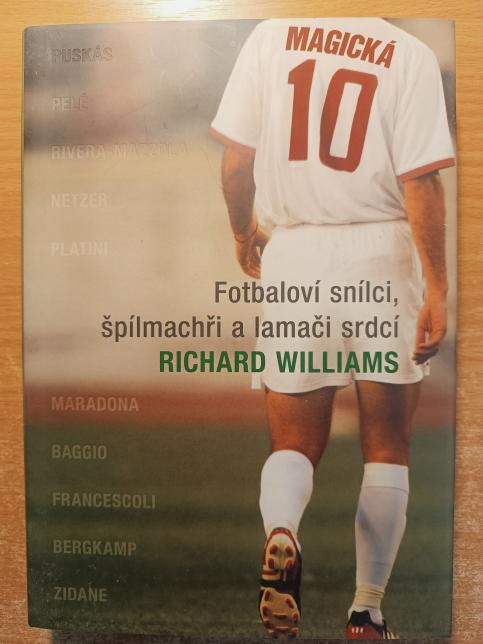 MAGICKÁ
10
PUSKÁS
PELÉ
RIVERA-MAZZOLA
NETZER
PLATINI
Fotbaloví snílci,
špílmachři a lamači srdcí
RICHARD WILLIAMS
MARADONA
BAGGIO
FRANCESCOLI
BERGKAMP
ZIDANE